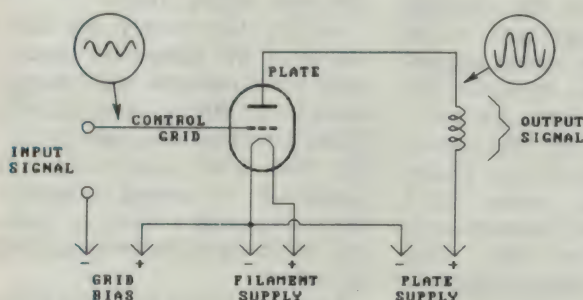 PLATE
CONTROL
GRID
INPUT
SIGNAL
OUTPUT
SIGNAL
- + - + - +
GRID
BIAS
FILAMENT
SUPPLY
PLATE
SUPPLY